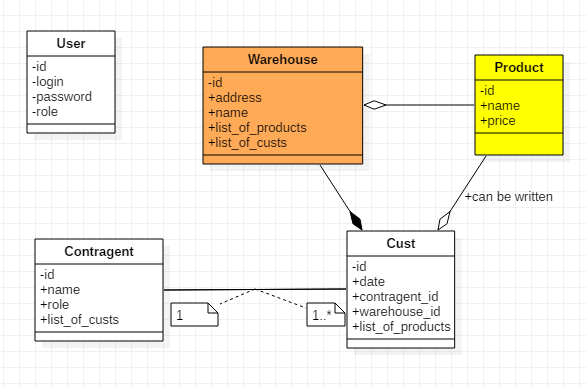 User
-id
-login
-password
-role
Warehouse
-id
+address
+name
+list_of_products
+list_of_custs
Product
-id
+name
+price
+can be written
Contragent
-id
+name
+role
+list_of_custs
1
1..*
Cust
-id
+date
+contragent_id
+warehouse_id
+list_of_products